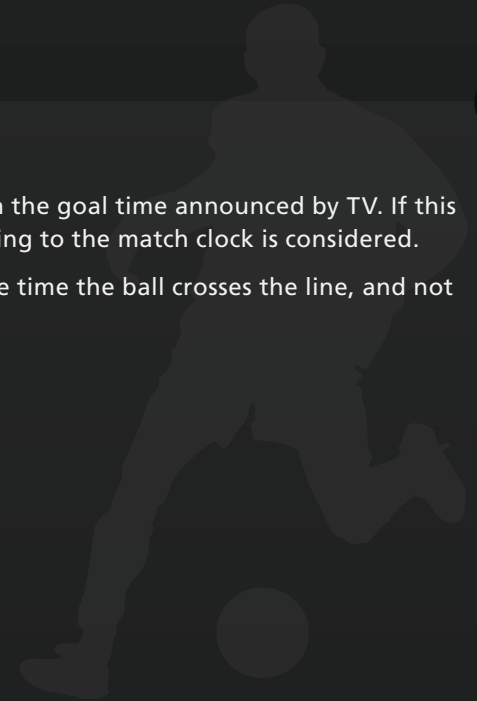 the goal time announced by TV. If this
ing to the match clock is considered.
e time the ball crosses the line, and not